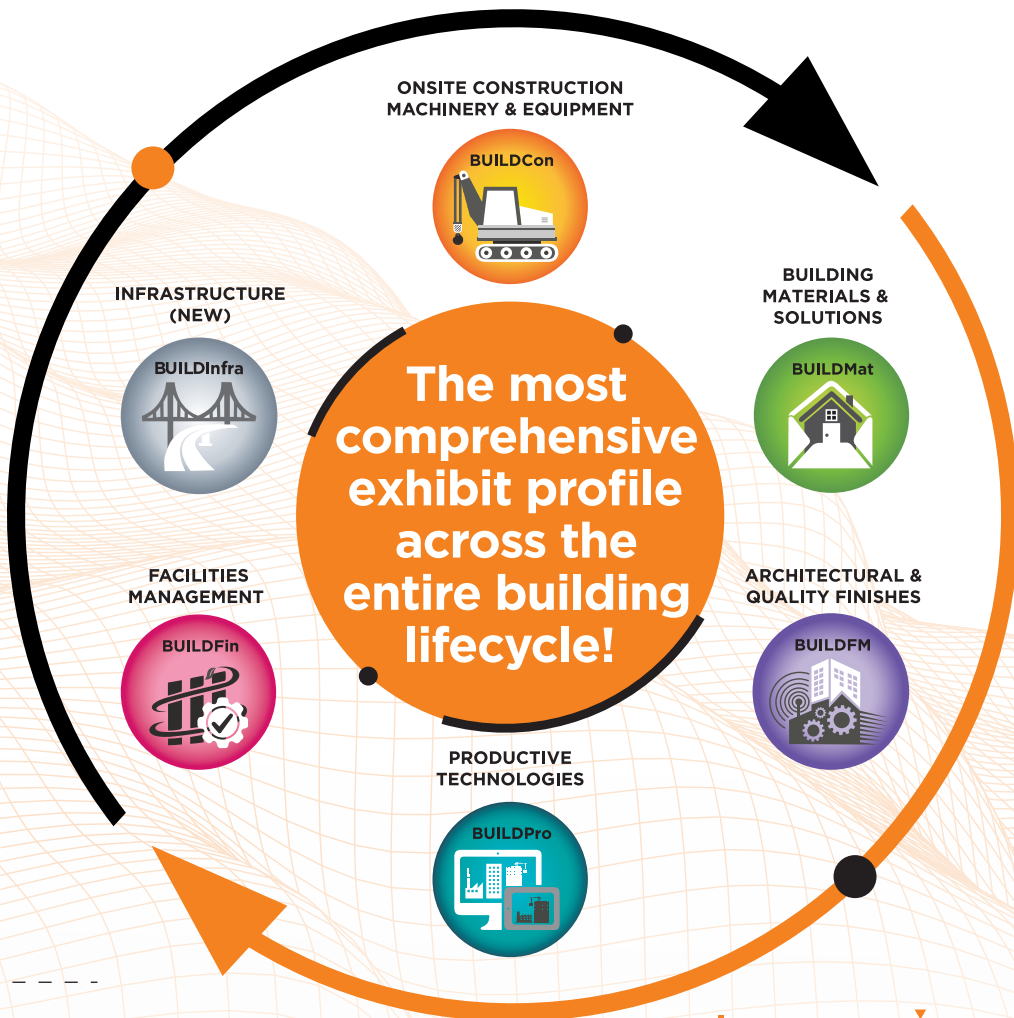 ONSITE CONSTRUCTION
MACHINERY & EQUIPMENT
BUILDCon
BUILDING
MATERIALS &
SOLUTIONS
BUILDMat
INFRASTRUCTURE
(NEW)
BUILDInfra
The most
comprehensive
exhibit profile
across the
entire building
lifecycle!
FACILITIES
MANAGEMENT
BUILDFin
ARCHITECTURAL &
QUALITY FINISHES
BUILDFM
PRODUCTIVE
TECHNOLOGIES
BUILDPro